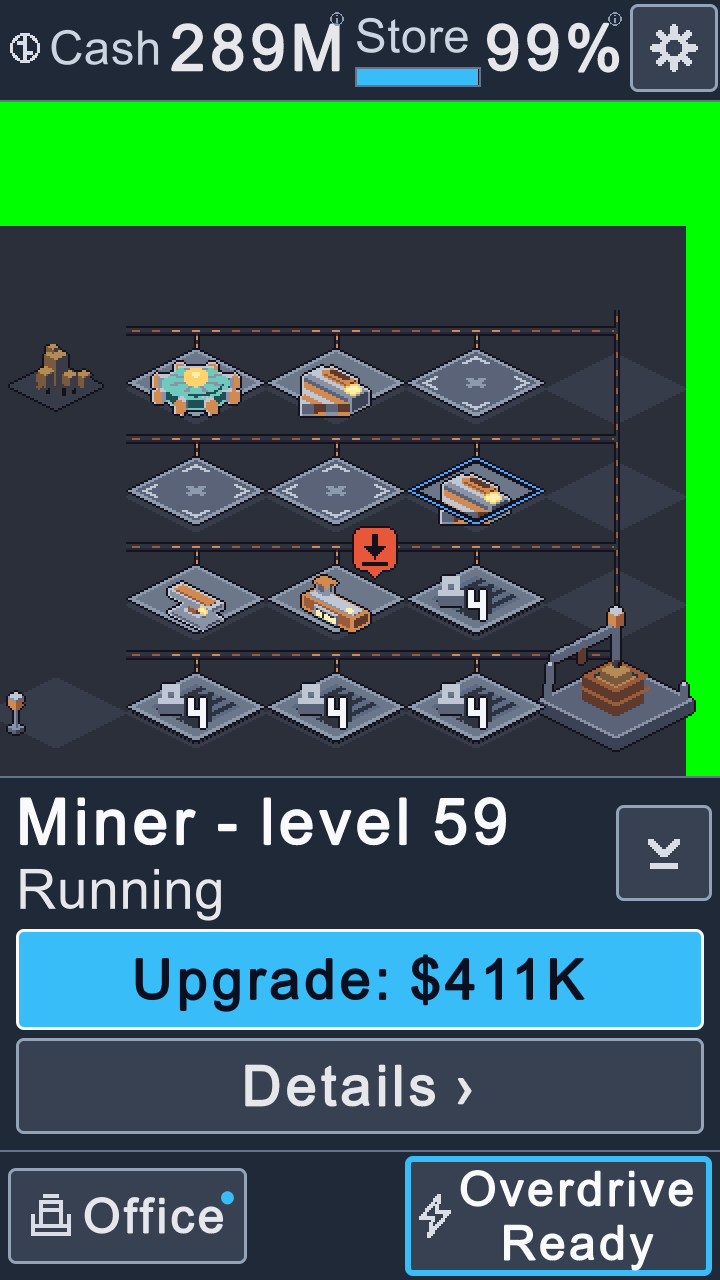 Cash 289M Store 99%
4
4 4 4
Miner - level 59
Running
Upgrade: $411K
Details ›
Office
Overdrive
Ready